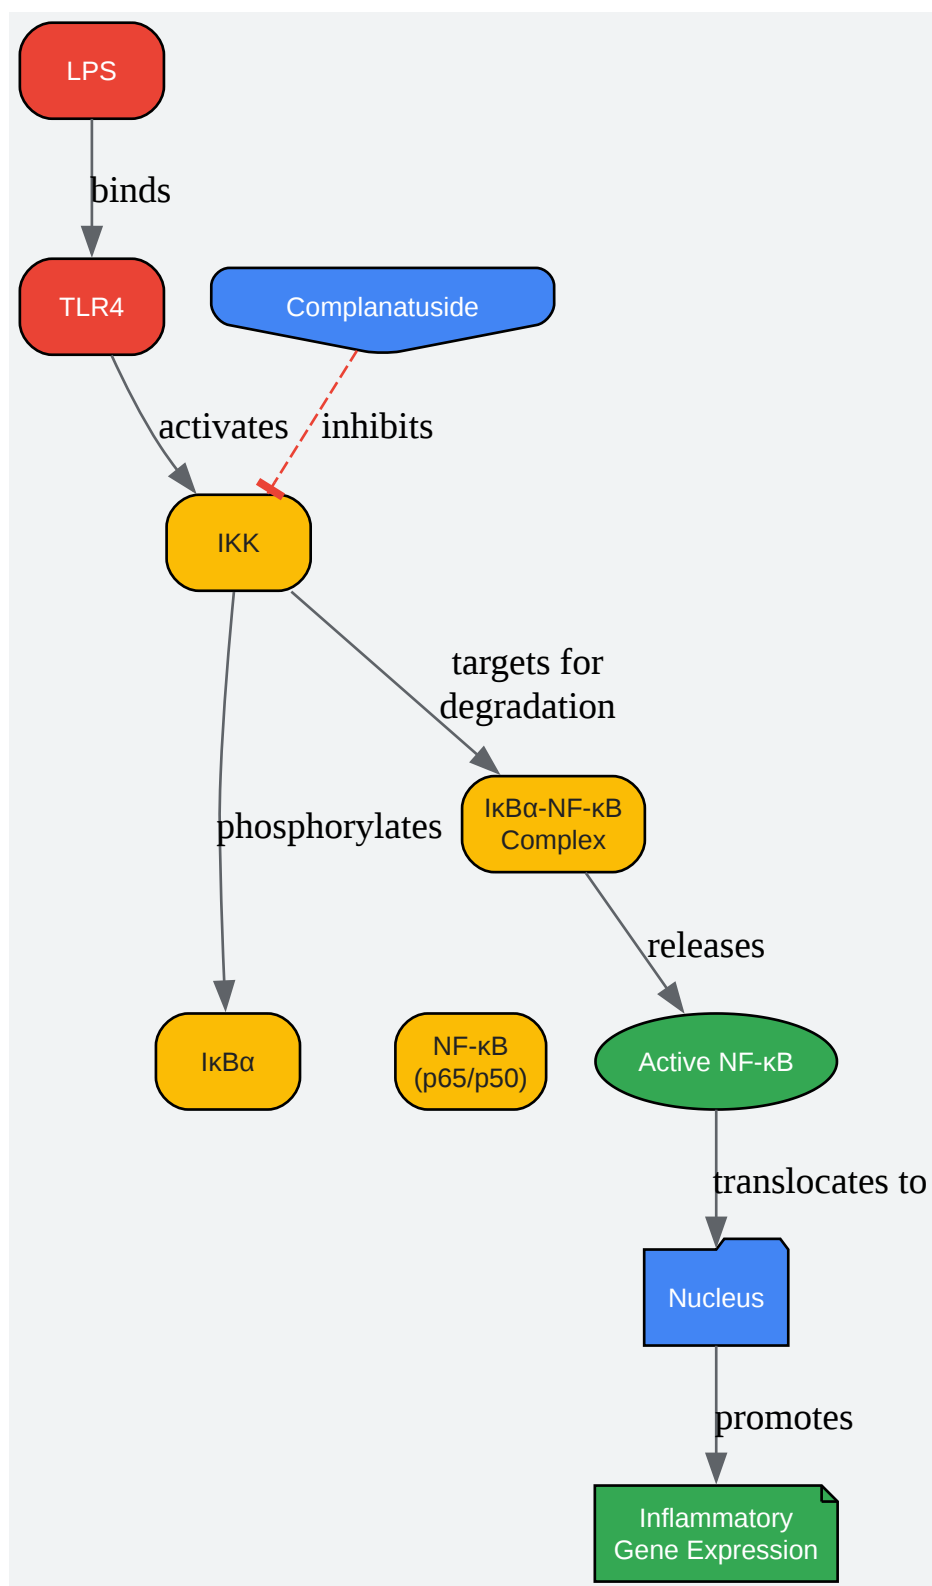 LPS
binds
TLR4
Complanatuside
activates
inhibits
IKK
targets for
degradation
phosphorylates
IκBα-NF-κB
Complex
releases
IκBα
NF-κB
(p65/p50)
Active NF-κB
translocates to
Nucleus
promotes
Inflammatory
Gene Expression